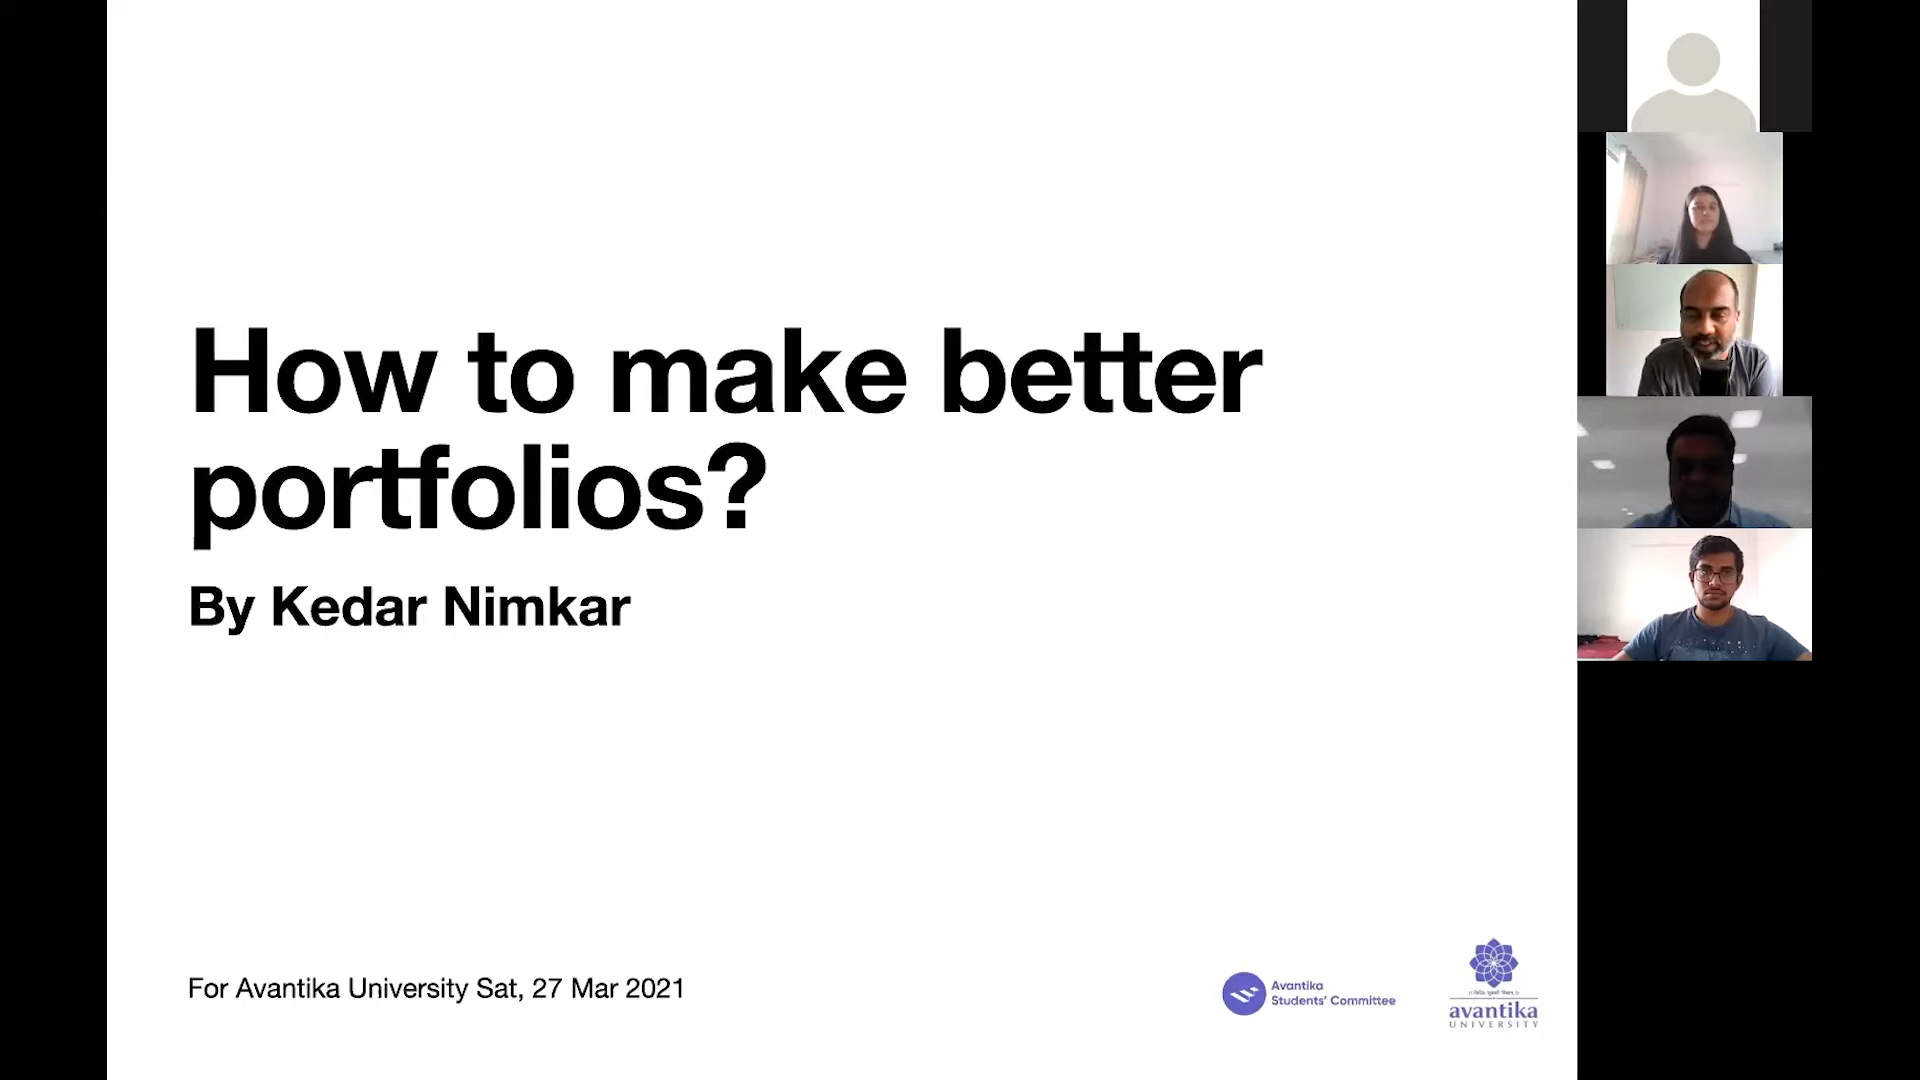 How to make better
portfolios?
By Kedar Nimkar
For Avantika University Sat, 27 Mar 2021
Avantika
Students' Committee
avantika
UNIVERSITY